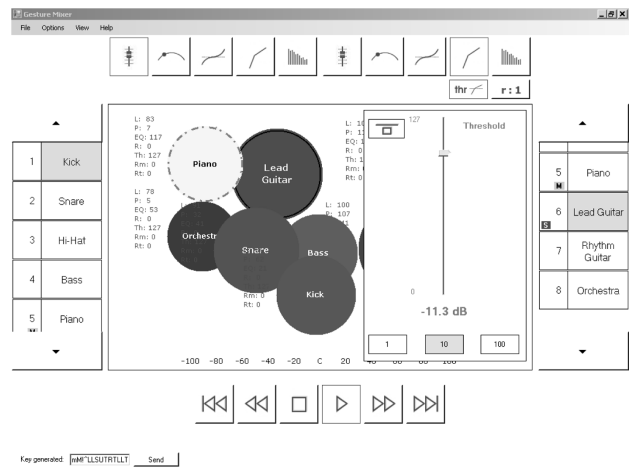 Gesture Mixer
File Options View Help
thr r : 1
L: 83
P: 7
EQ: 117
R: 0
Th: 127
Rm: 0
Rt: 0
L: 78
P: 5
EQ: 53
R: 0
Th: 127
Rm: 0
Rt: 0
Piano
Lead
Guitar
Orchestr
Snare
Bass
Kick
L: 100
P: 107
Rm: 0
Rt: 0
R: 0
Rt: 0
127
Threshold
0
-11.3 dB
1 10 100
-100 -80 -60 -40 -20 C 20
1 Kick
2 Snare
3 Hi-Hat
4 Bass
5 Piano
M
5 Piano
M
6 Lead Guitar
S
7 Rhythm
Guitar
8 Orchestra
Key generated: Send